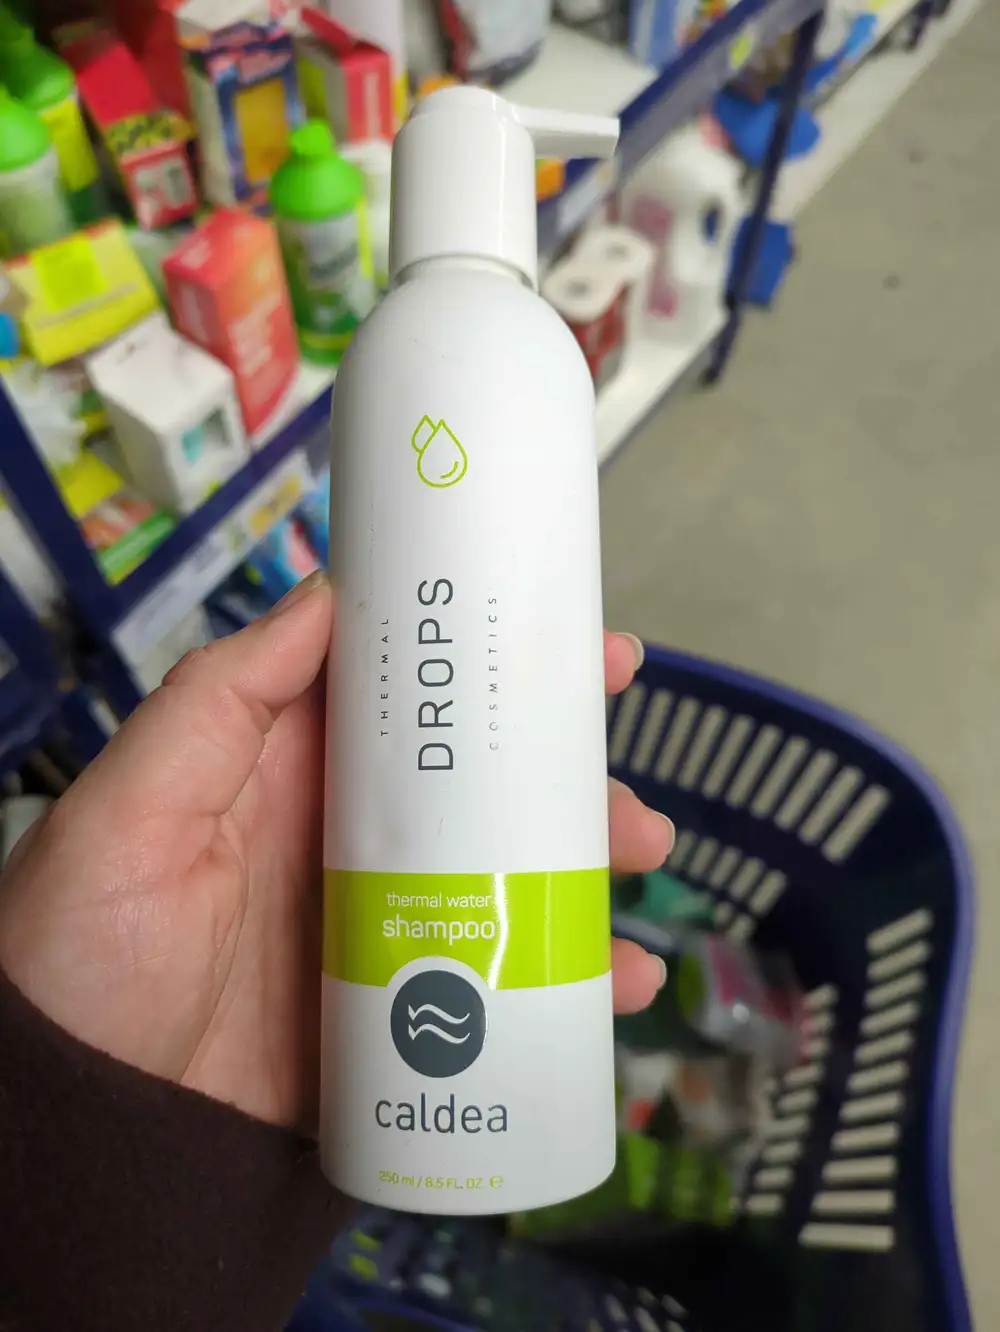 THERMAL
DROPS
COSMETICS
thermal water
shampoo
caldea
250 ml / 8.5 FL. OZ. ℮